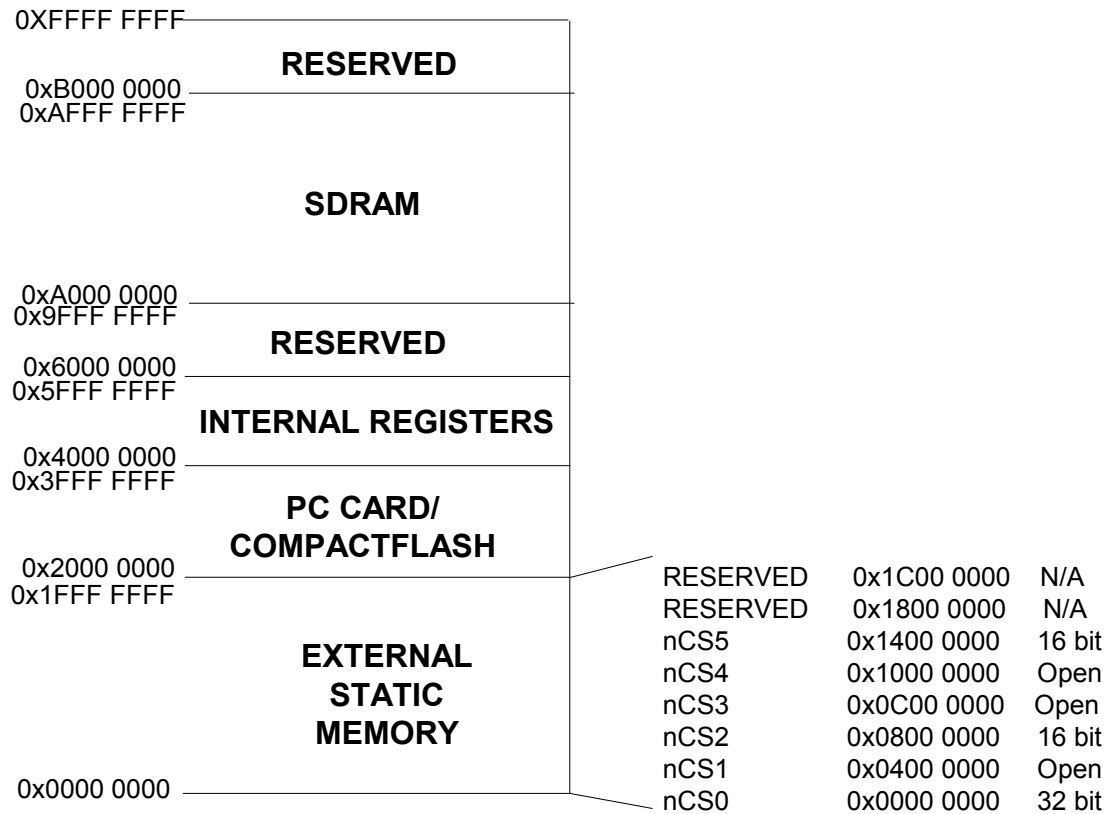 0XFFFF FFFF
RESERVED
0xB000 0000
0xAFFF FFFF
SDRAM
0xA000 0000
0x9FFF FFFF
RESERVED
0x6000 0000
0x5FFF FFFF
INTERNAL REGISTERS
0x4000 0000
0x3FFF FFFF
PC CARD/
COMPACTFLASH
0x2000 0000
0x1FFF FFFF
EXTERNAL
STATIC
MEMORY
0x0000 0000
RESERVED 0x1C00 0000 N/A
RESERVED 0x1800 0000 N/A
nCS5 0x1400 0000 16 bit
nCS4 0x1000 0000 Open
nCS3 0x0C00 0000 Open
nCS2 0x0800 0000 16 bit
nCS1 0x0400 0000 Open
nCS0 0x0000 0000 32 bit